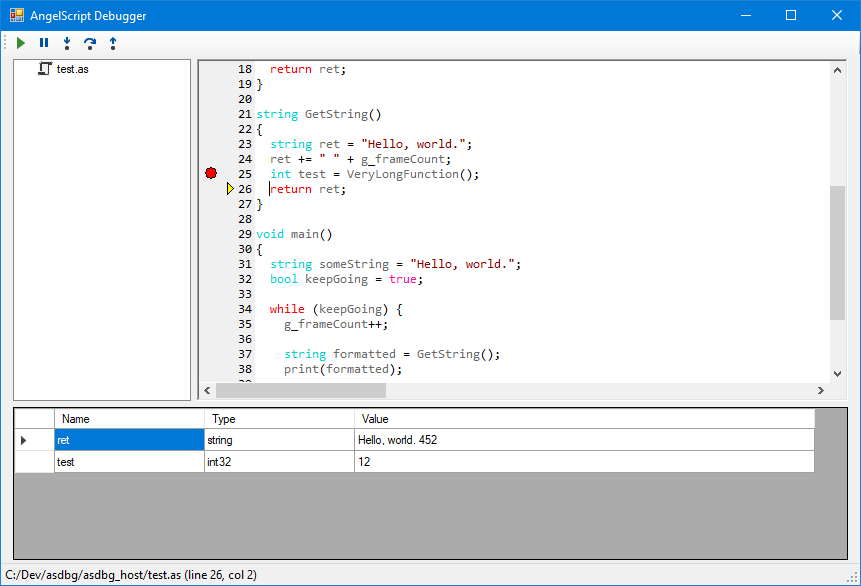 AngelScript Debugger
test.as
18 return ret;
19 }
20
21 string GetString()
22 {
23 string ret = "Hello, world.";
24 ret += " " + g_frameCount;
25 int test = VeryLongFunction();
26 return ret;
27 }
28
29 void main()
30 {
31 string someString = "Hello, world.";
32 bool keepGoing = true;
33
34 while (keepGoing) {
35 g_frameCount++;
36
37 string formatted = GetString();
38 print(formatted);
Name Type Value
ret string Hello, world. 452
test int32 12
C:/Dev/asdbg/asdbg_host/test.as (line 26, col 2)